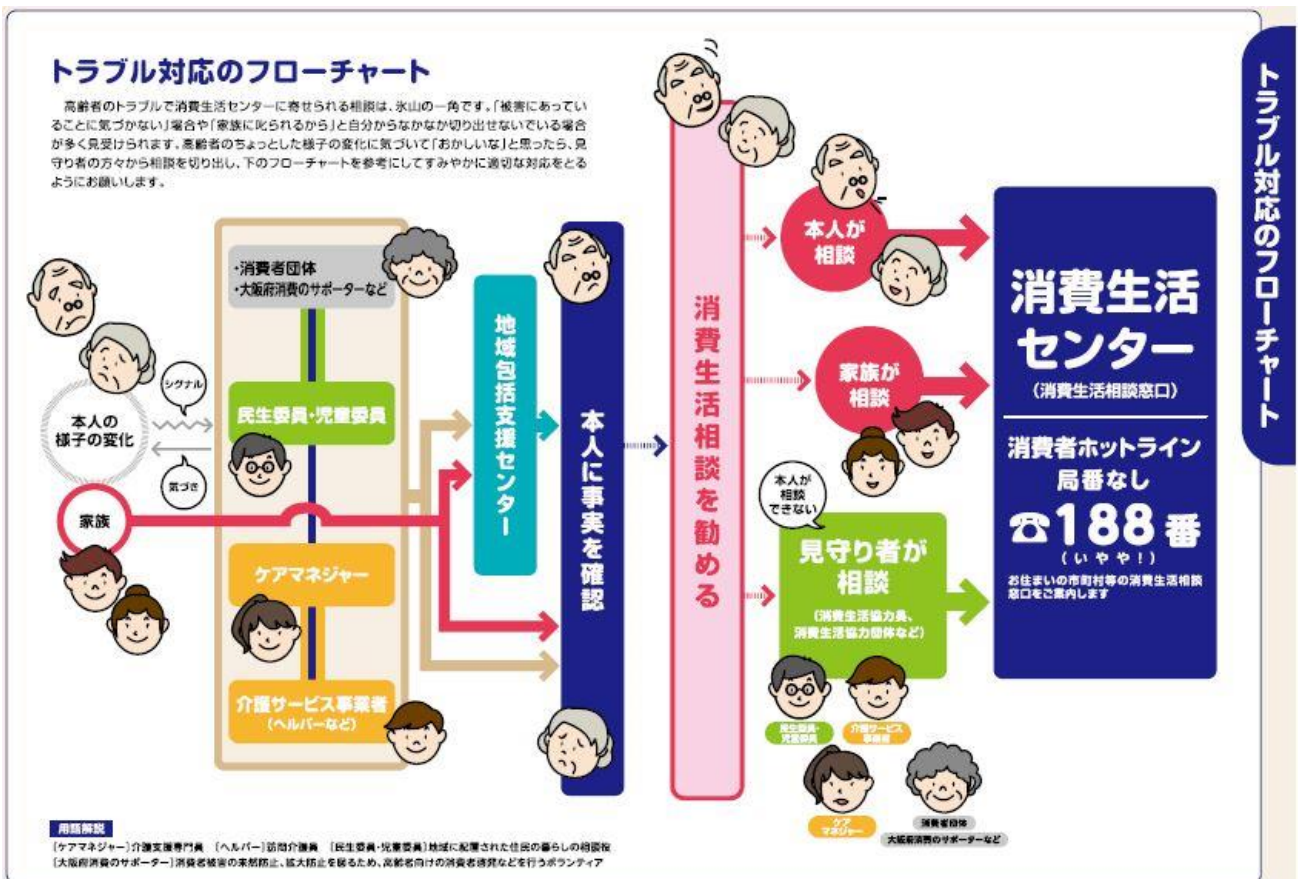 トラブル対応のフローチャート
高齢者のトラブルで消費生活センターに寄せられる相談は、氷山の一角です。「被害にあってい
ることに気づかない」場合や「家族に叱られるから」と自分からなかなか切り出せないでいる場合
が多く見受けられます。高齢者のちょっとした様子の変化に気づいて「おかしいな」と思ったら、見
守り者の方々から相談を切り出し、下のフローチャートを参考にしてすみやかに適切な対応をとる
ようにお願いします。
・消費者団体
・大阪府消費のサポーターなど
シグナル
本人の
様子の変化
気づき
民生委員・児童委員
家族
ケアマネジャー
介護サービス事業者
(ヘルパーなど)
地域包括支援センター
本人に事実を確認
消費生活相談を勧める
本人が
相談
家族が
相談
本人が
相談
できない
見守り者が
相談
(消費生活協力員、
消費生活協力団体など)
民生委員・
児童委員
介護サービス
事業者
ケア
マネジャー
消費者団体
大阪府消費のサポーターなど
消費生活
センター
(消費生活相談窓口)
消費者ホットライン
局番なし
☎188番
(いやや!)
お住まいの市町村等の消費生活相談
窓口をご案内します
トラブル対応のフローチャート
用語解説
[ケアマネジャー]介護支援専門員 [ヘルパー]訪問介護員 [民生委員・児童委員]地域に配置された住民の暮らしの相談役
[大阪府消費のサポーター]消費者被害の未然防止、拡大防止を図るため、高齢者向けの消費者啓発などを行うボランティア